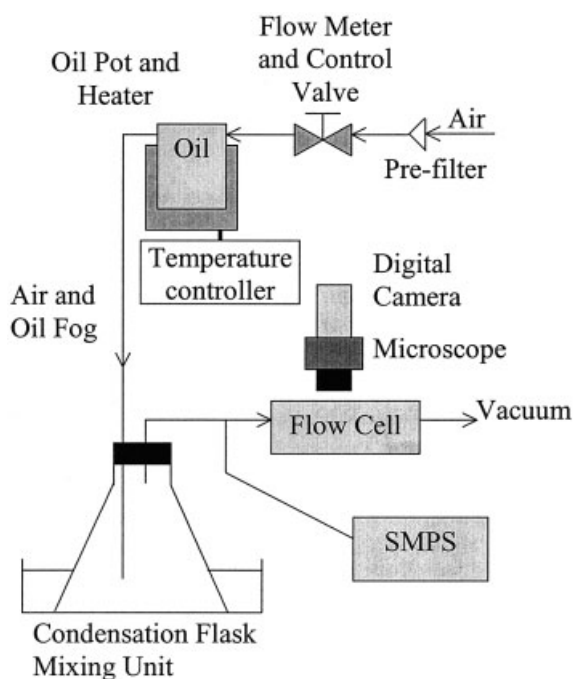 Flow Meter
and Control
Valve
Oil Pot and
Heater
Oil
Air
Pre-filter
Temperature
controller
Digital
Camera
Air and
Oil Fog
Microscope
Flow Cell
Vacuum
SMPS
Condensation Flask
Mixing Unit